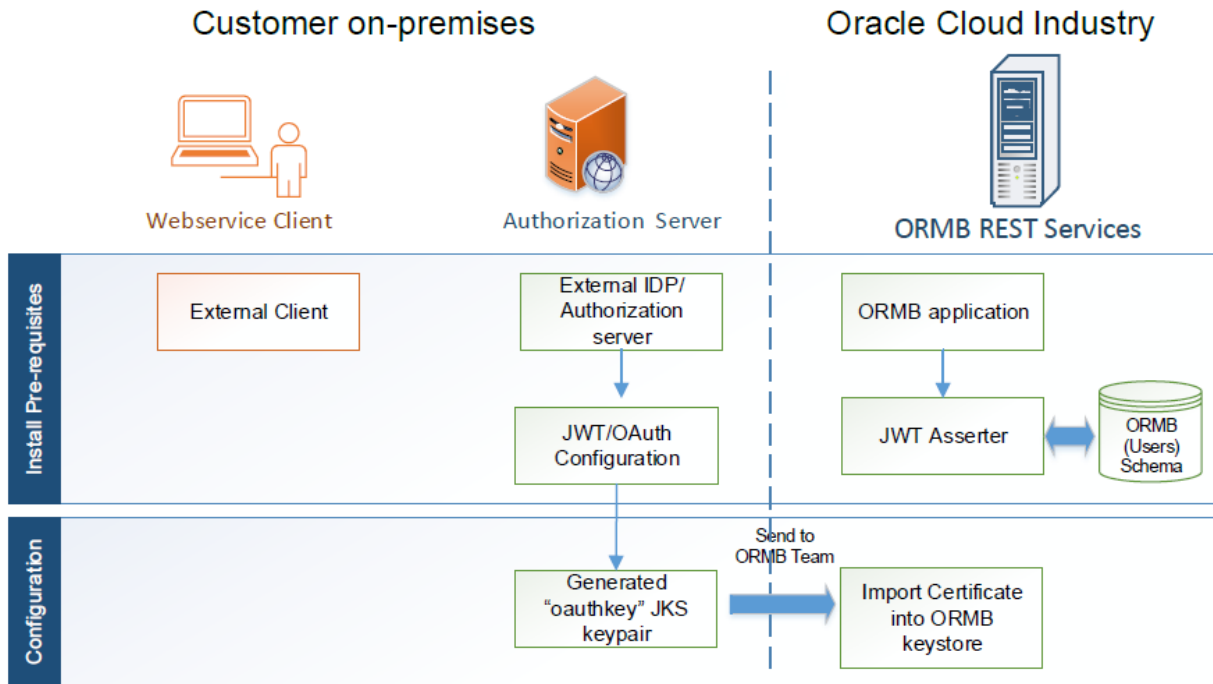 Customer on-premises
Oracle Cloud Industry
Webservice Client
Authorization Server
ORMB REST Services
Install Pre-requisites
External Client
External IDP/
Authorization
server
ORMB application
JWT/OAuth
Configuration
JWT Asserter
ORMB
(Users)
Schema
Configuration
Send to
ORMB Team
Generated
“oauthkey” JKS
keypair
Import Certificate
into ORMB
keystore